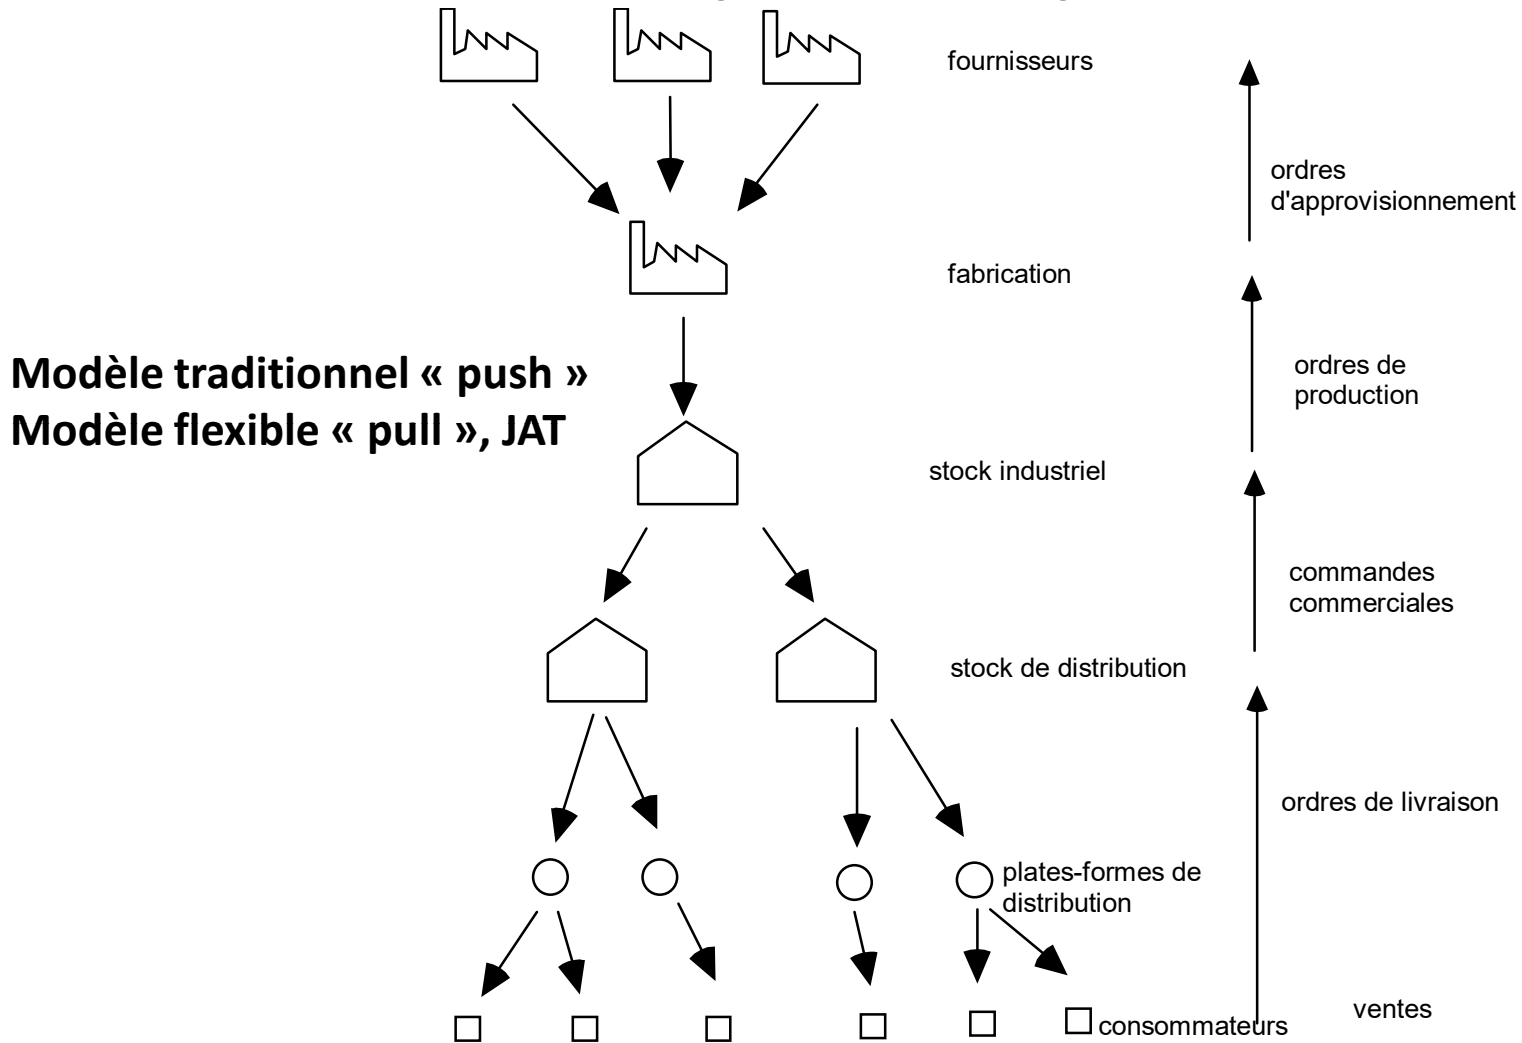 fournisseurs
ordres
d'approvisionnement
fabrication
Modèle traditionnel « push »
Modèle flexible « pull », JAT
ordres de
production
stock industriel
commandes
commerciales
stock de distribution
ordres de livraison
plates-formes de
distribution
consommateurs
ventes